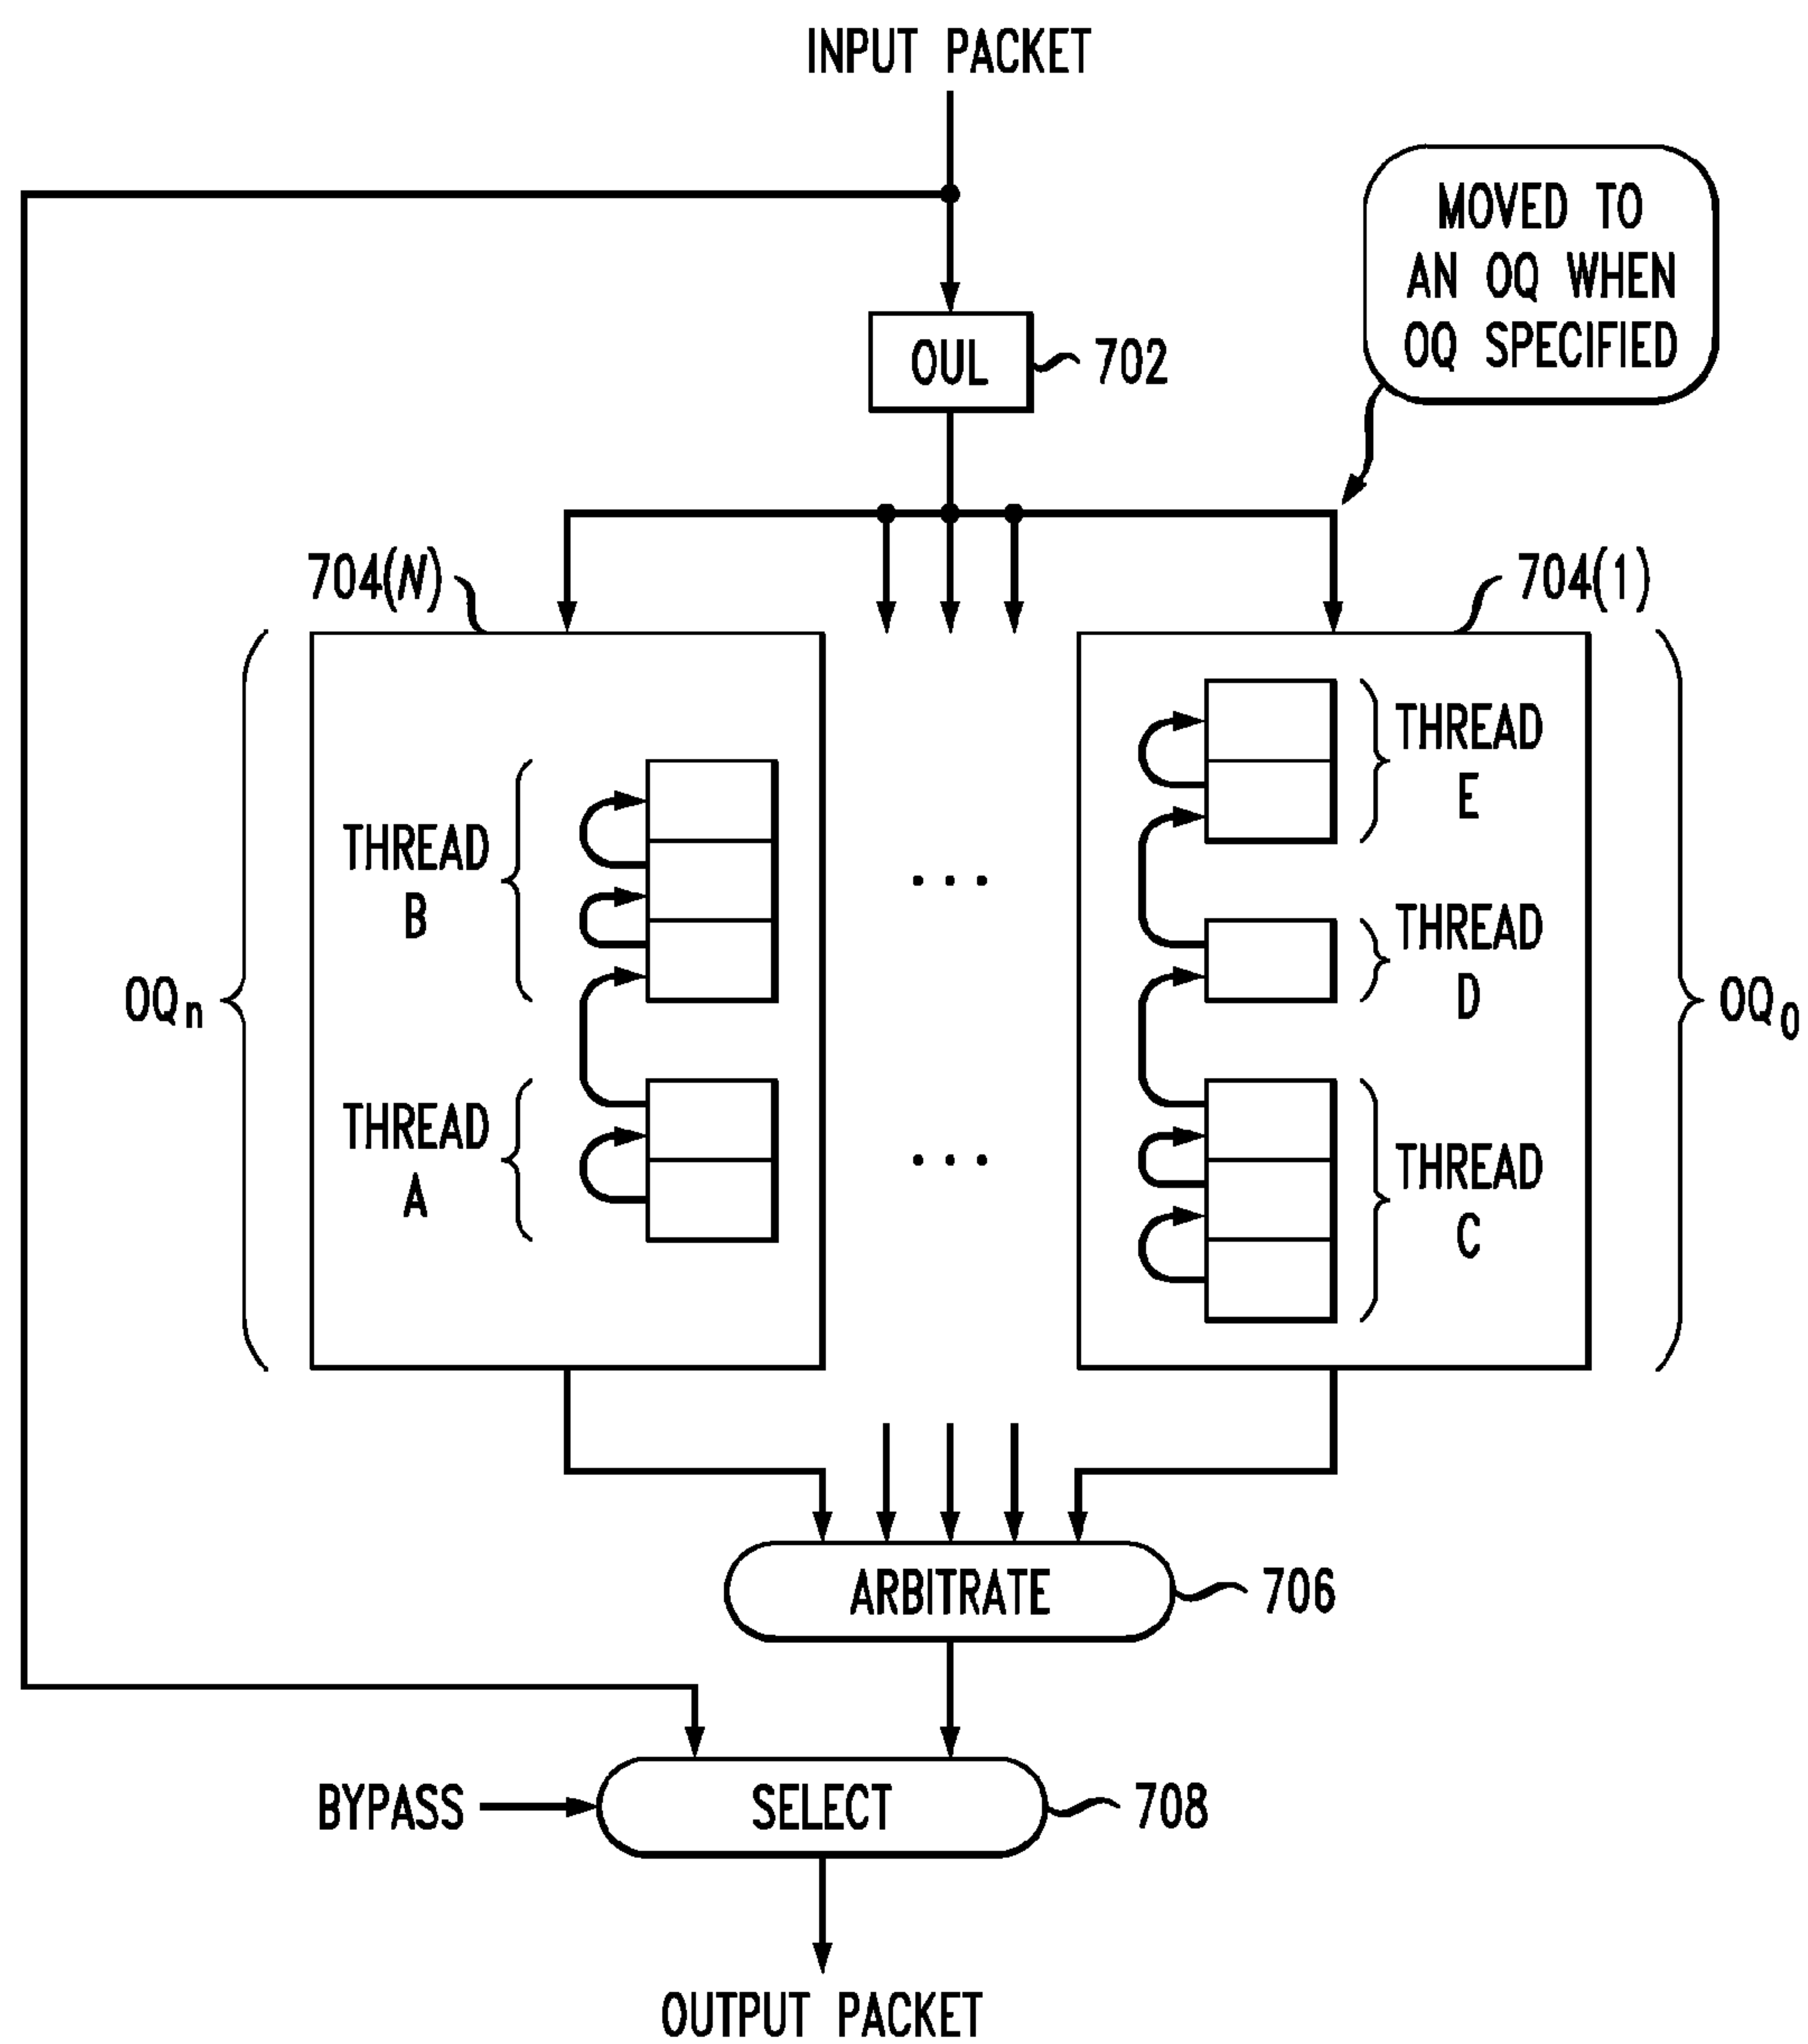 INPUT PACKET
MOVED TO
AN OQ WHEN
OQ SPECIFIED
OUL
702
704(N)
704(1)
THREAD
B
THREAD
A
OQn
. . .
. . .
THREAD
E
THREAD
D
THREAD
C
OQ0
ARBITRATE
706
BYPASS
SELECT
708
OUTPUT PACKET